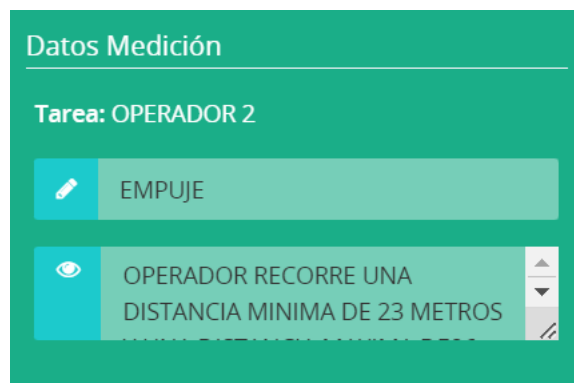 Datos Medición
Tarea: OPERADOR 2
EMPUJE
OPERADOR RECORRE UNA
DISTANCIA MINIMA DE 23 METROS